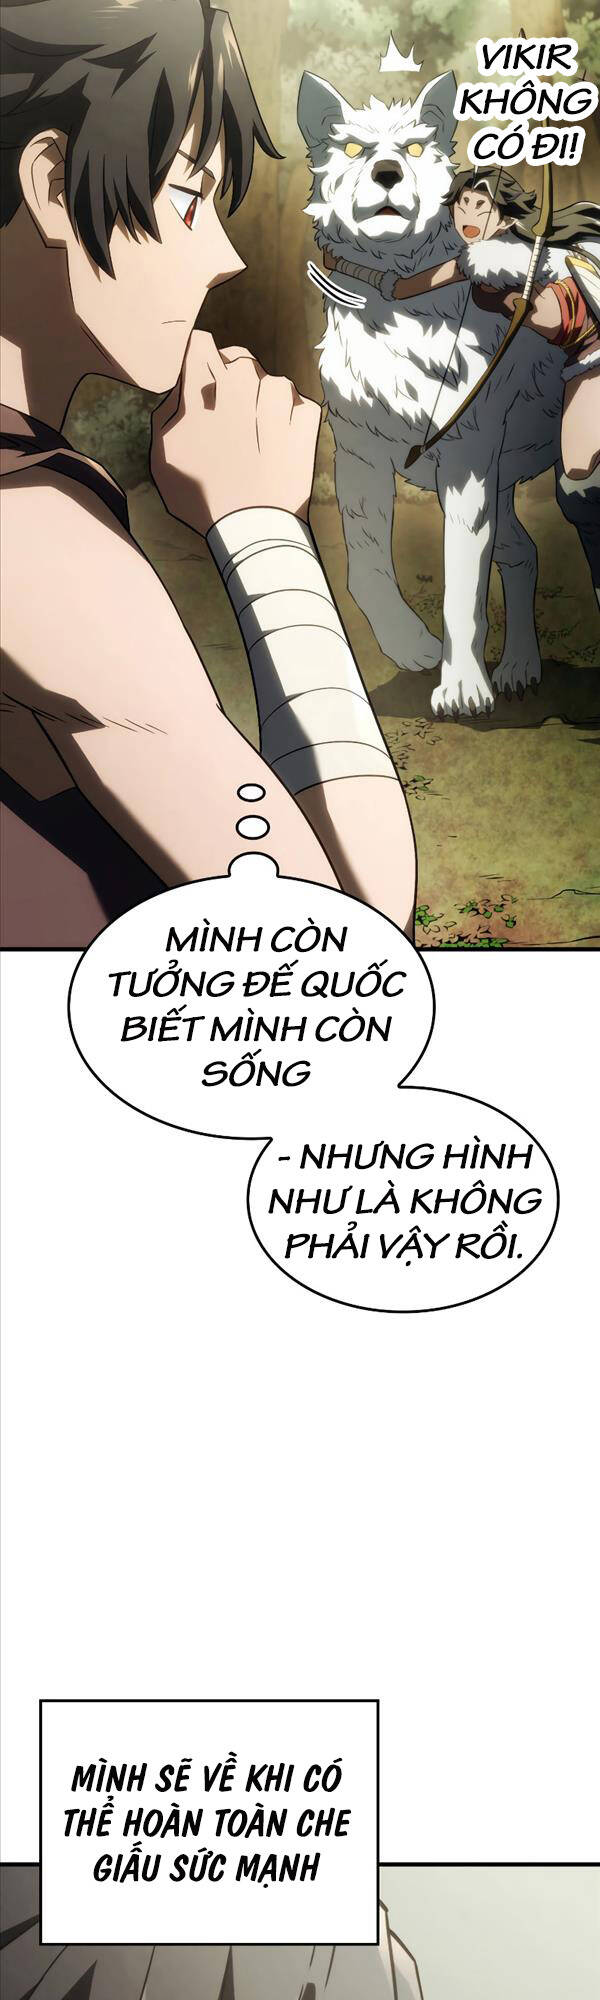 VIKIR
KHÔNG
CÓ ĐI!
MÌNH CÒN
TƯỞNG ĐẾ QUỐC
BIẾT MÌNH CÒN
SỐNG
- NHƯNG HÌNH
NHƯ LÀ KHÔNG
PHẢI VẬY RỒI.
MÌNH SẼ VỀ KHI CÓ
THỂ HOÀN TOÀN CHE
GIẤU SỨC MẠNH